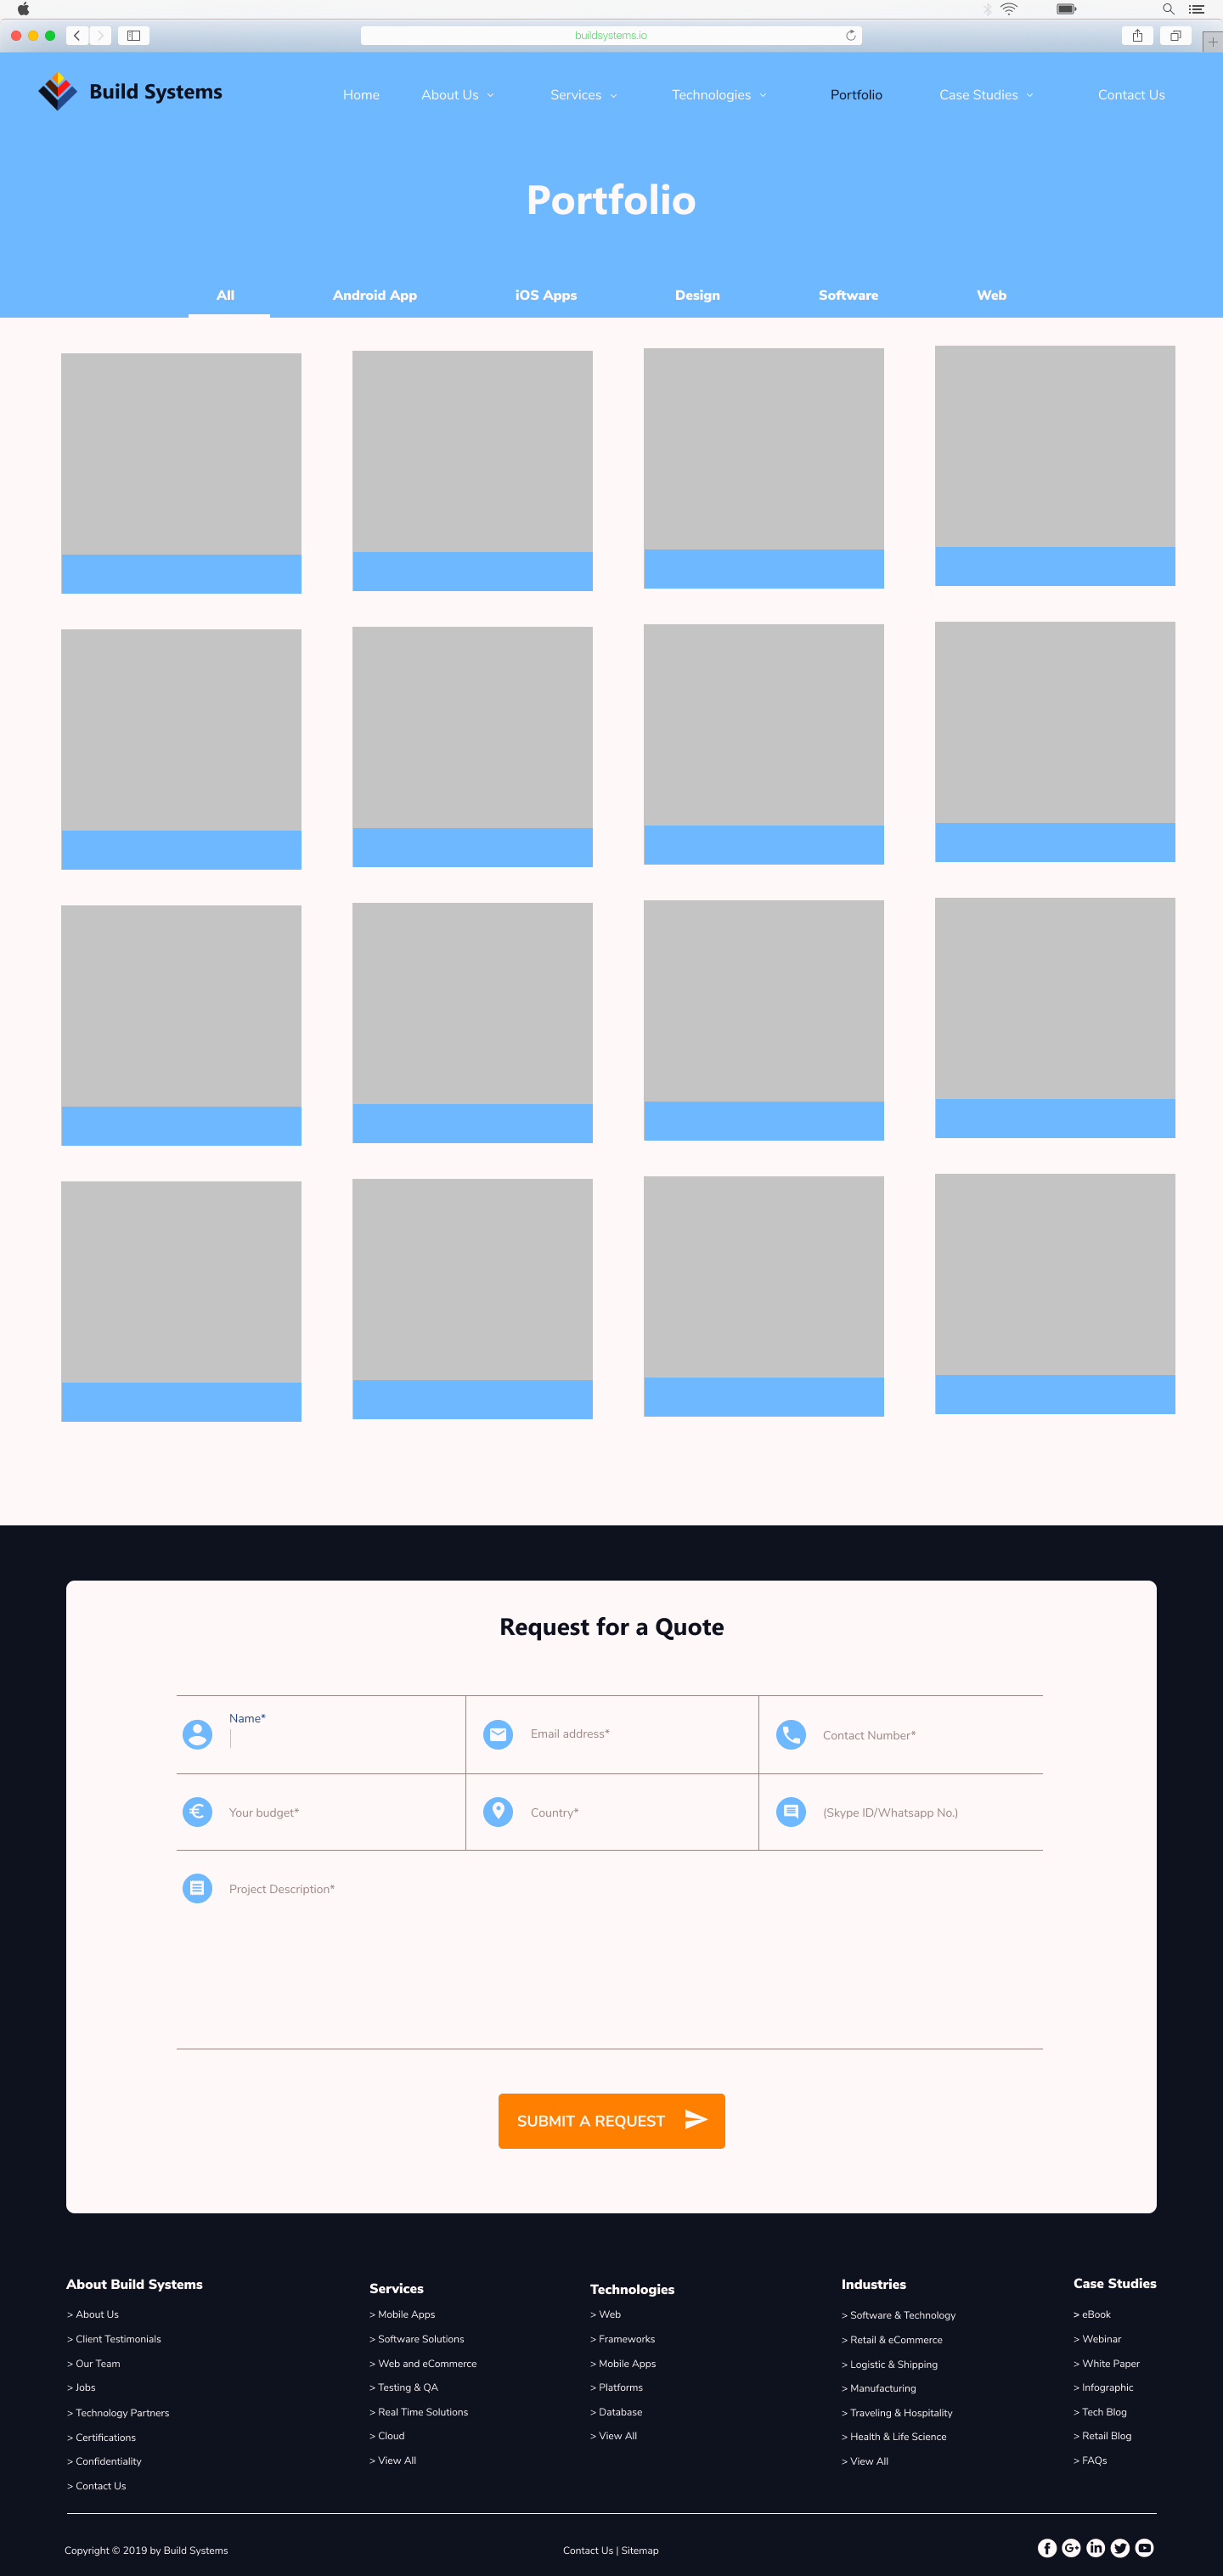 buildsystems.io
Build Systems
Home About Us Services Technologies Portfolio Case Studies Contact Us
Portfolio
All Android App iOS Apps Design Software Web
Request for a Quote
Name* Email address* Contact Number*
Your budget* Country* (Skype ID/Whatsapp No.)
Project Description*
SUBMIT A REQUEST
About Build Systems
> About Us
> Client Testimonials
> Our Team
> Jobs
> Technology Partners
> Certifications
> Confidentiality
> Contact Us
Services
> Mobile Apps
> Software Solutions
> Web and eCommerce
> Testing & QA
> Real Time Solutions
> Cloud
> View All
Technologies
> Web
> Frameworks
> Mobile Apps
> Platforms
> Database
> View All
Industries
> Software & Technology
> Retail & eCommerce
> Logistic & Shipping
> Manufacturing
> Traveling & Hospitality
> Health & Life Science
> View All
Case Studies
> eBook
> Webinar
> White Paper
> Infographic
> Tech Blog
> Retail Blog
> FAQs
Copyright © 2019 by Build Systems Contact Us | Sitemap